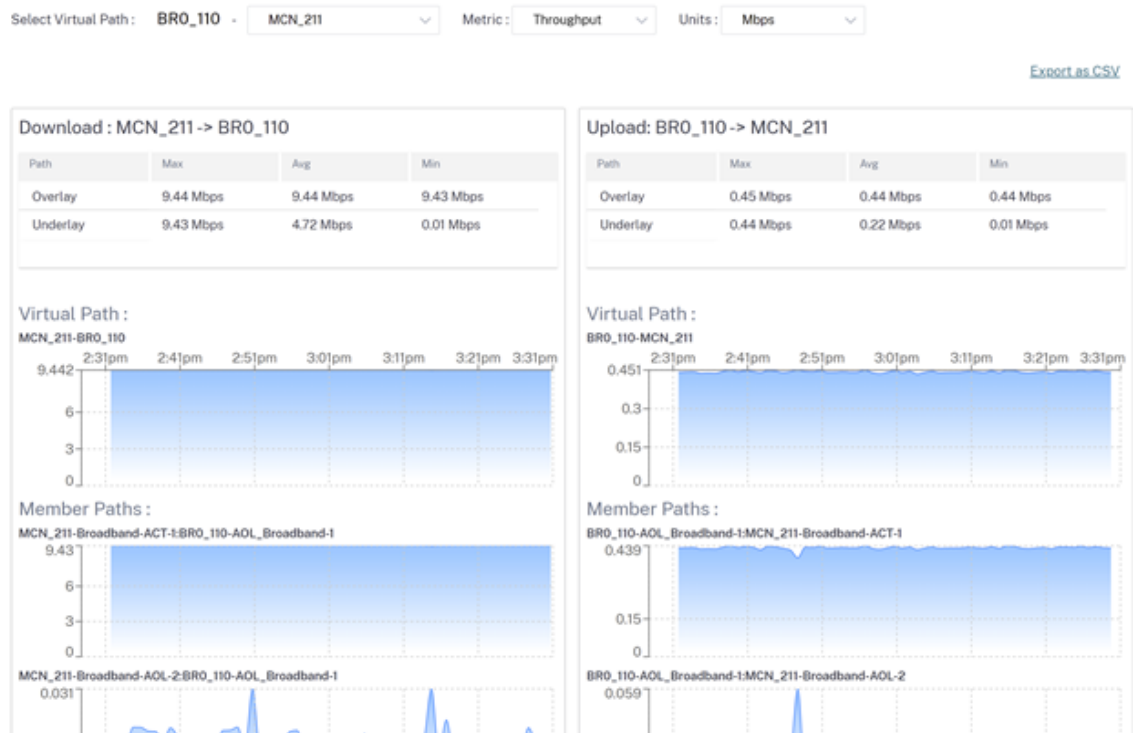 Select Virtual Path : BR0_110 - MCN_211 Metric : Throughput Units : Mbps
Export as CSV
Download : MCN_211 -> BR0_110
Path Max Avg Min
Overlay 9.44 Mbps 9.44 Mbps 9.43 Mbps
Underlay 9.43 Mbps 4.72 Mbps 0.01 Mbps
Virtual Path :
MCN_211-BR0_110
2:31pm 2:41pm 2:51pm 3:01pm 3:11pm 3:21pm 3:31pm
9.442
6
3
0
Member Paths :
MCN_211-Broadband-ACT-1:BR0_110-AOL_Broadband-1
9.43
6
3
0
MCN_211-Broadband-AOL-2:BR0_110-AOL_Broadband-1
0.031
Upload: BR0_110 -> MCN_211
Path Max Avg Min
Overlay 0.45 Mbps 0.44 Mbps 0.44 Mbps
Underlay 0.44 Mbps 0.22 Mbps 0.01 Mbps
Virtual Path :
BR0_110-MCN_211
2:31pm 2:41pm 2:51pm 3:01pm 3:11pm 3:21pm 3:31pm
0.451
0.3
0.15
0
Member Paths :
BR0_110-AOL_Broadband-1:MCN_211-Broadband-ACT-1
0.439
0.15
0
BR0_110-AOL_Broadband-1:MCN_211-Broadband-AOL-2
0.059